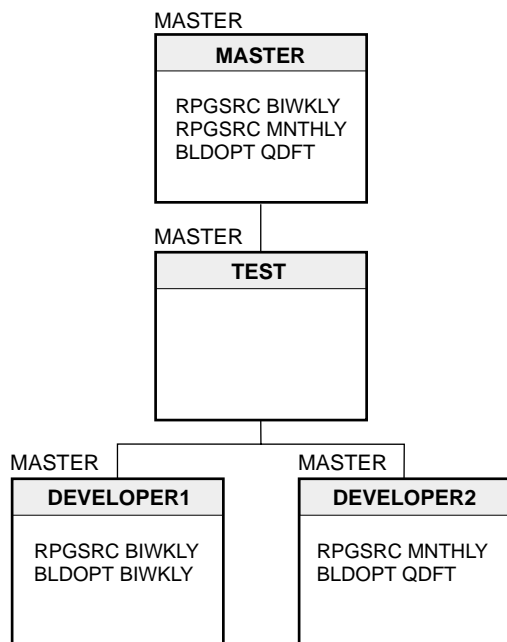 MASTER
MASTER
RPGSRC BIWKLY
RPGSRC MNTHLY
BLDOPT QDFT
MASTER
TEST
MASTER
DEVELOPER1
RPGSRC BIWKLY
BLDOPT BIWKLY
MASTER
DEVELOPER2
RPGSRC MNTHLY
BLDOPT QDFT